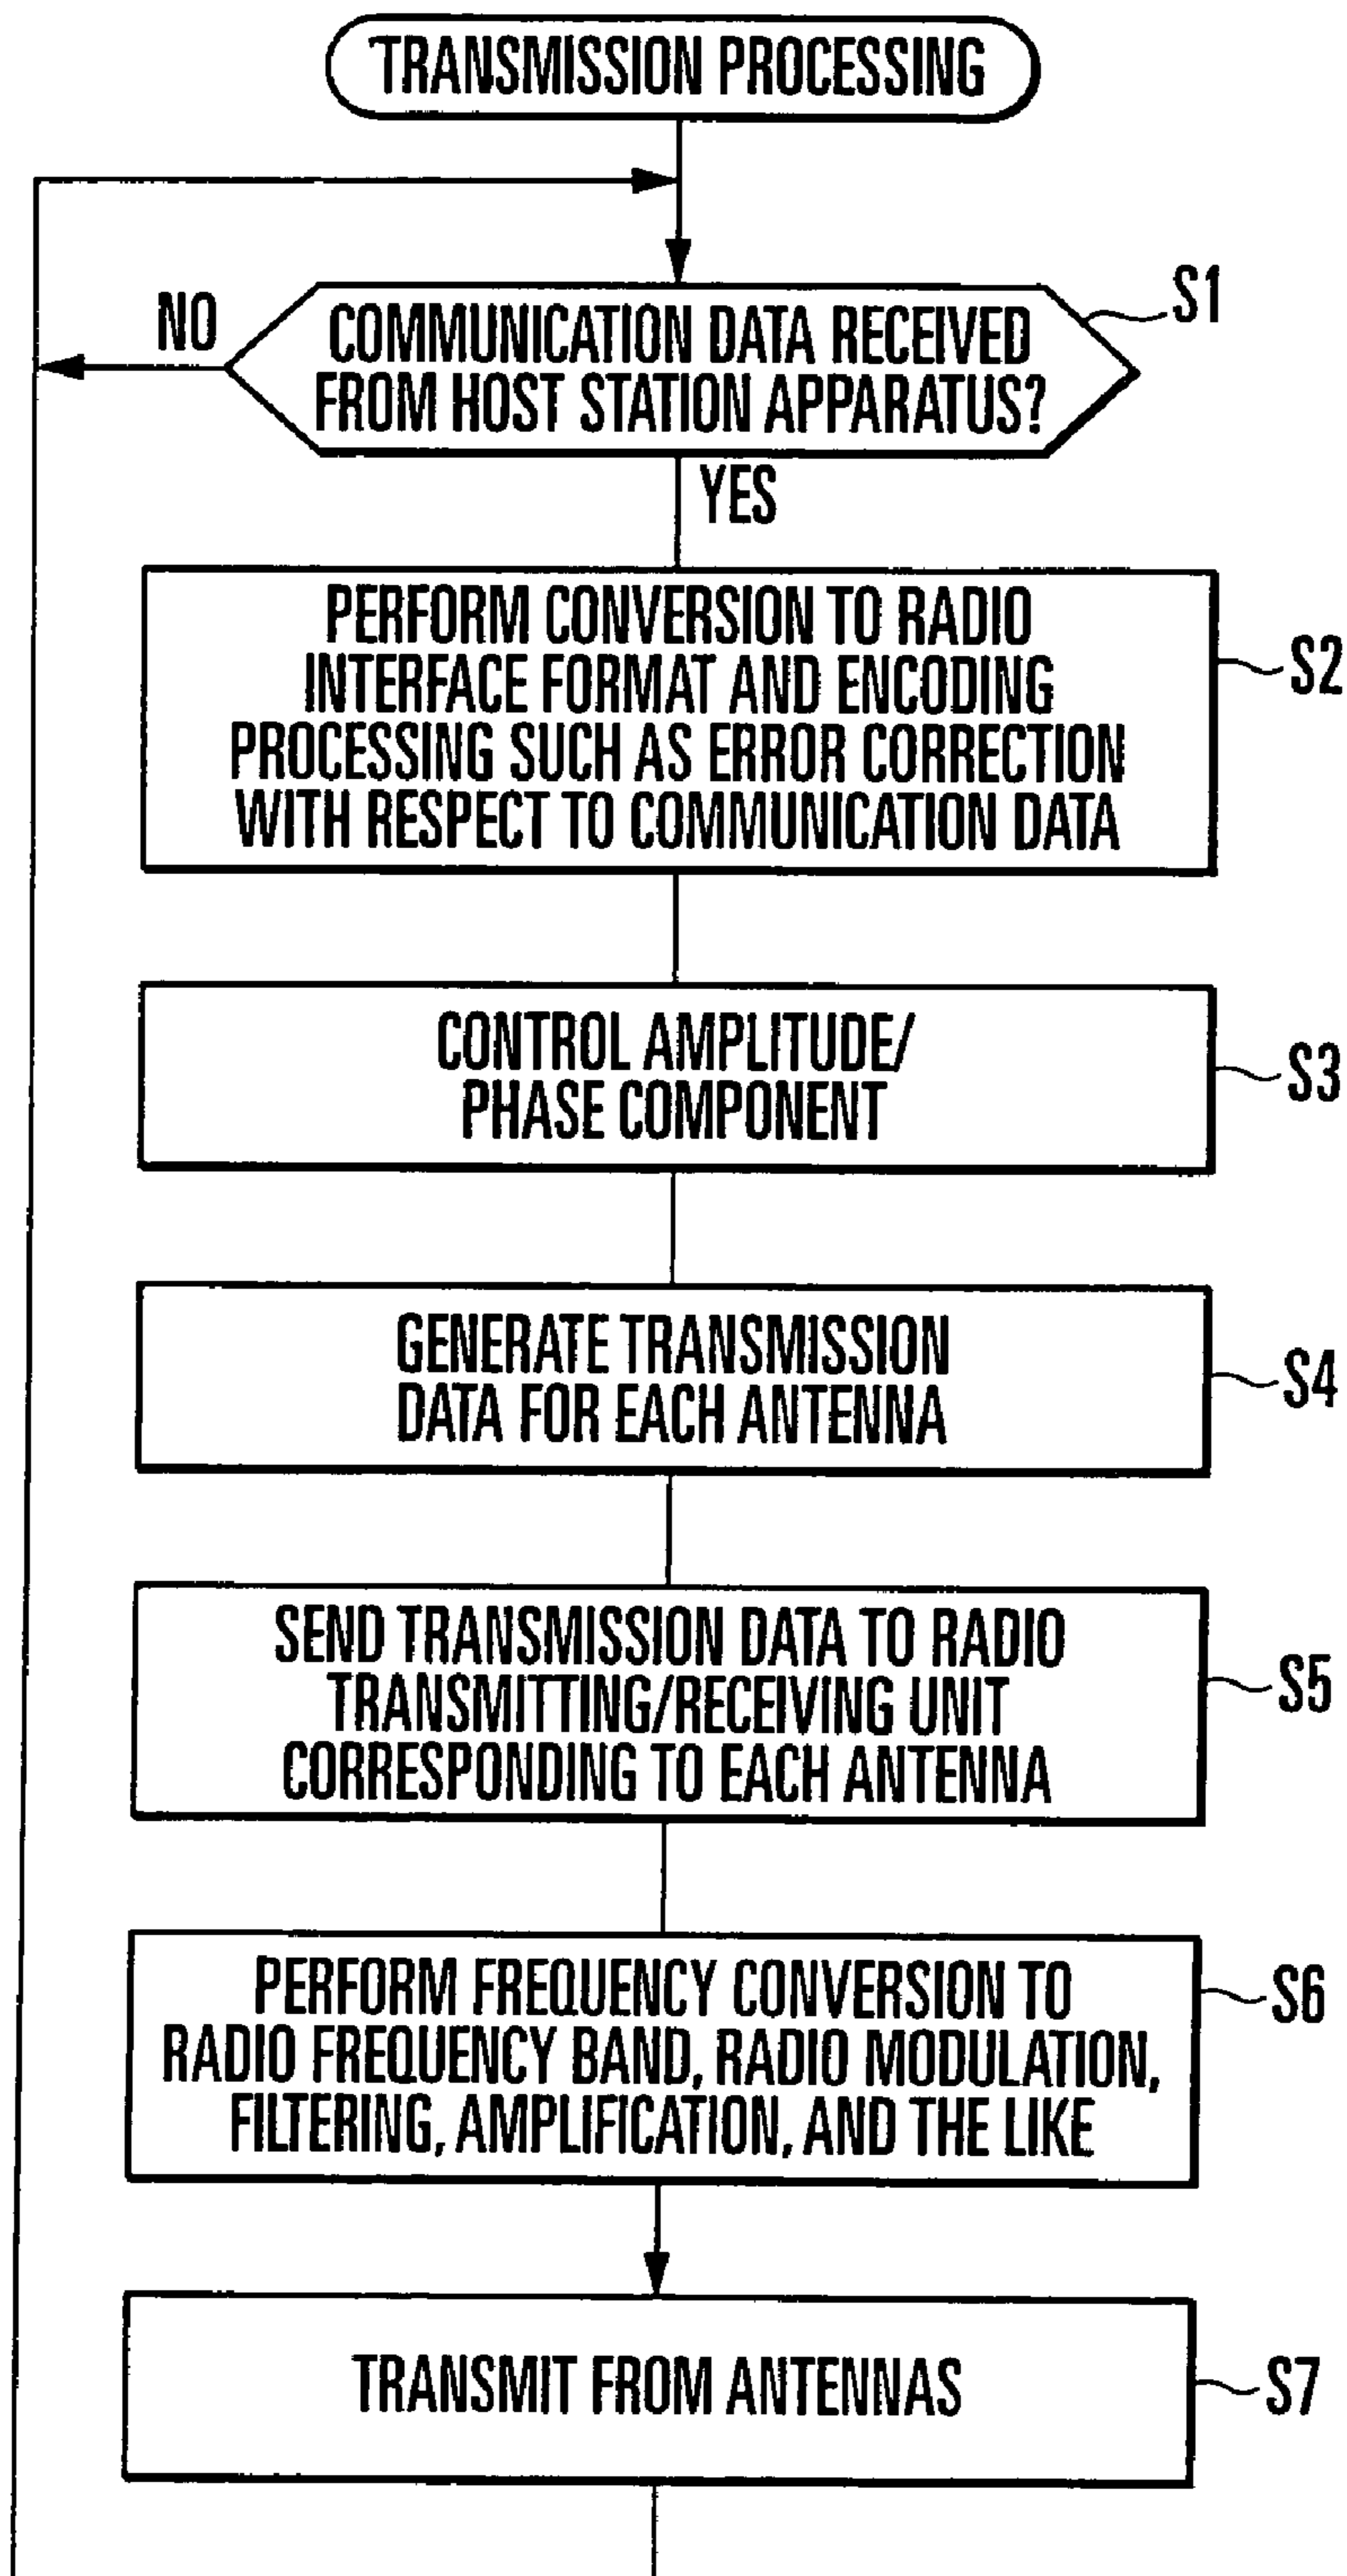 TRANSMISSION PROCESSING
NO
COMMUNICATION DATA RECEIVED
FROM HOST STATION APPARATUS?
S1
YES
PERFORM CONVERSION TO RADIO
INTERFACE FORMAT AND ENCODING
PROCESSING SUCH AS ERROR CORRECTION
WITH RESPECT TO COMMUNICATION DATA
S2
CONTROL AMPLITUDE/
PHASE COMPONENT
S3
GENERATE TRANSMISSION
DATA FOR EACH ANTENNA
S4
SEND TRANSMISSION DATA TO RADIO
TRANSMITTING/RECEIVING UNIT
CORRESPONDING TO EACH ANTENNA
S5
PERFORM FREQUENCY CONVERSION TO
RADIO FREQUENCY BAND, RADIO MODULATION,
FILTERING, AMPLIFICATION, AND THE LIKE
S6
TRANSMIT FROM ANTENNAS
S7